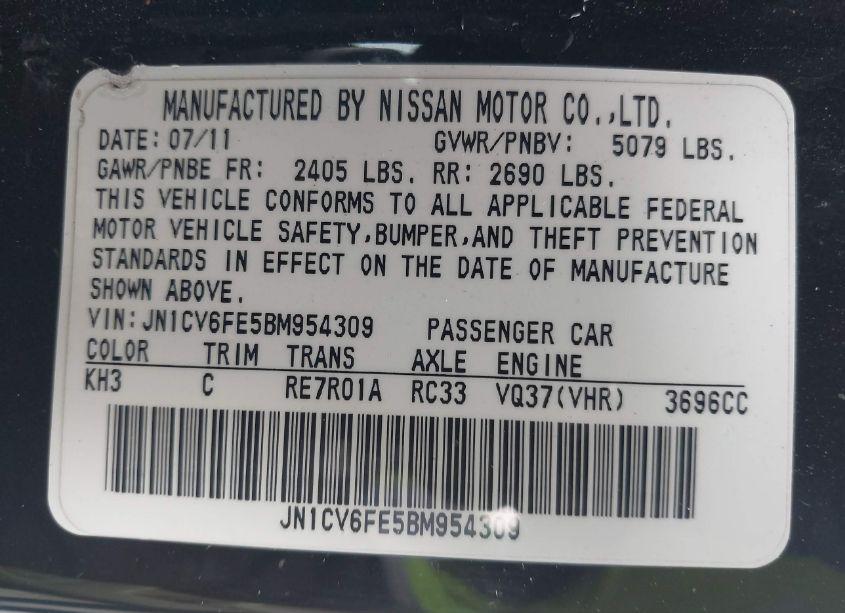 MANUFACTURED BY NISSAN MOTOR CO.,LTD.
DATE: 07/11 GVWR/PNBV: 5079 LBS.
GAWR/PNBE FR: 2405 LBS. RR: 2690 LBS.
THIS VEHICLE CONFORMS TO ALL APPLICABLE FEDERAL
MOTOR VEHICLE SAFETY,BUMPER,AND THEFT PREVENTION
STANDARDS IN EFFECT ON THE DATE OF MANUFACTURE
SHOWN ABOVE.
VIN: JN1CV6FE5BM954309 PASSENGER CAR
COLOR TRIM TRANS AXLE ENGINE
KH3 C RE7R01A RC33 VQ37(VHR) 3696CC
JN1CV6FE5BM954309